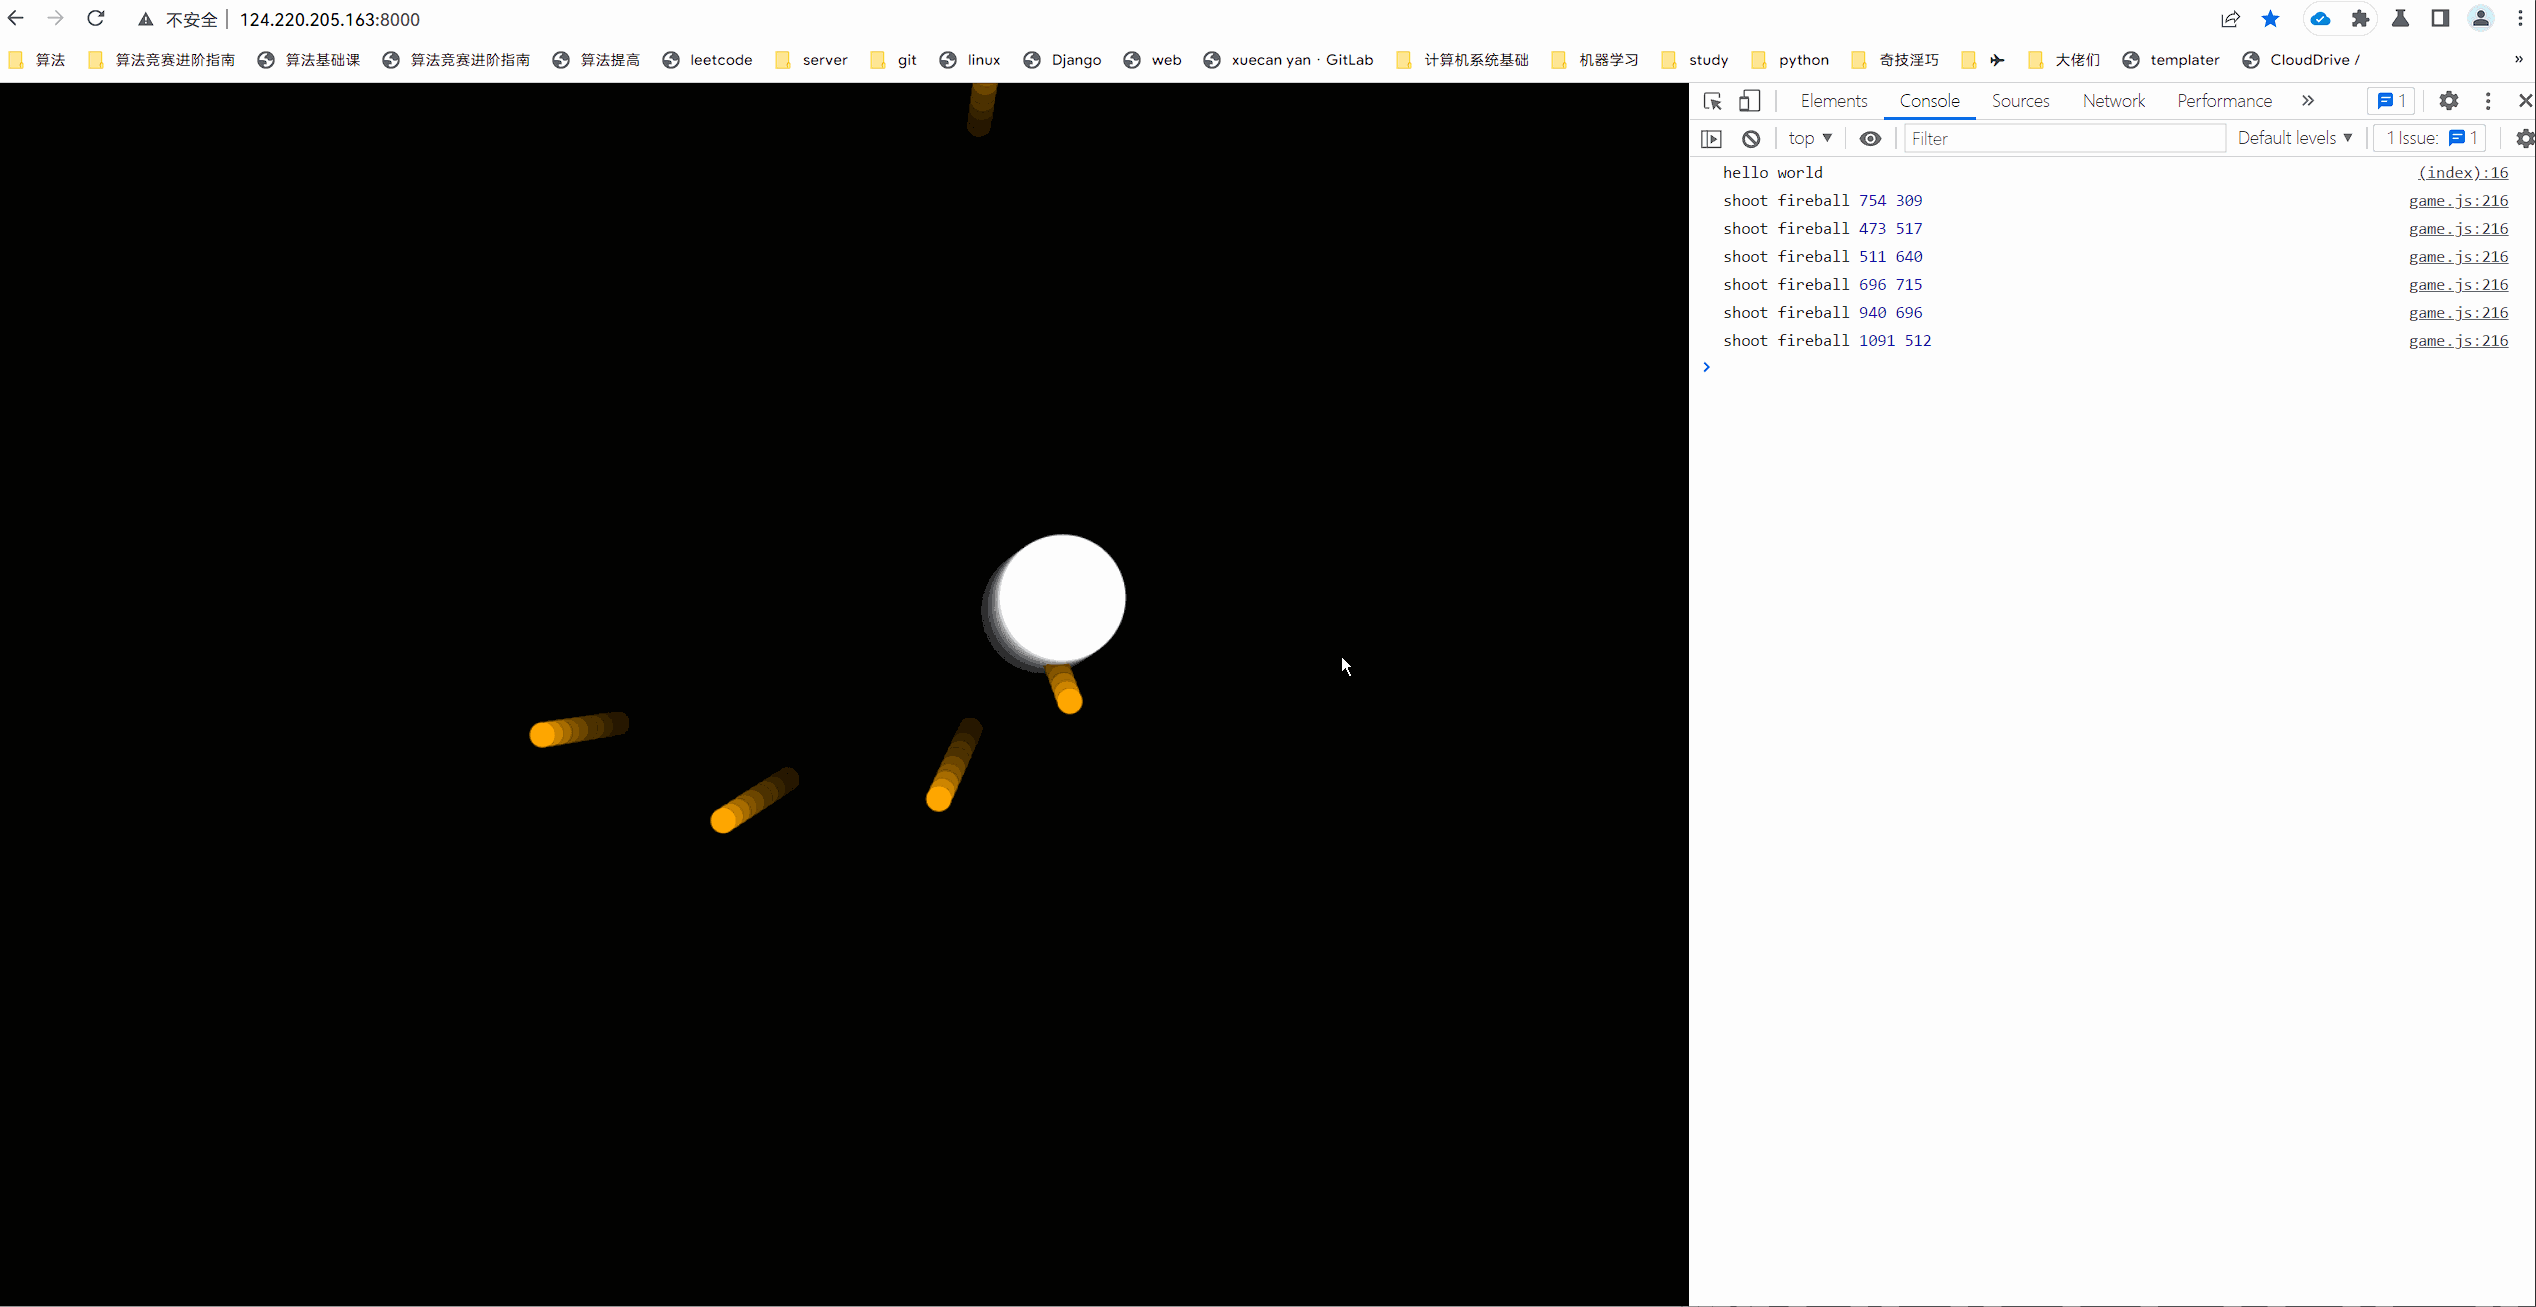 不安全 124.220.205.163:8000
算法 算法竞赛进阶指南 算法基础课 算法竞赛进阶指南 算法提高 leetcode server git linux Django web xuecan yan · GitLab 计算机系统基础 机器学习 study python 奇技淫巧 大佬们 templater CloudDrive / »
Elements Console Sources Network Performance » 1
top Filter Default levels 1 Issue: 1
hello world (index):16
shoot fireball 754 309 game.js:216
shoot fireball 473 517 game.js:216
shoot fireball 511 640 game.js:216
shoot fireball 696 715 game.js:216
shoot fireball 940 696 game.js:216
shoot fireball 1091 512 game.js:216